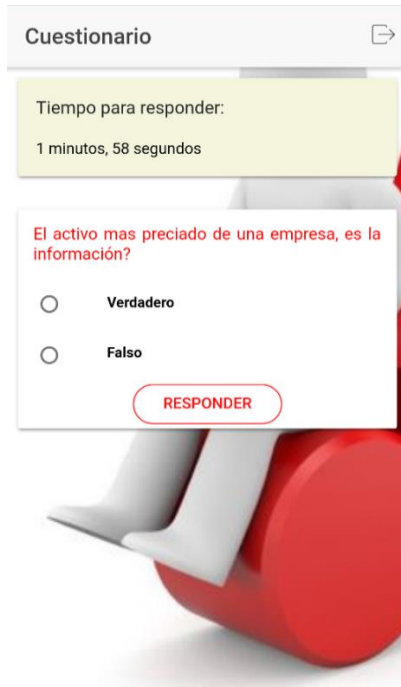 Cuestionario
Tiempo para responder:
1 minutos, 58 segundos
El activo mas preciado de una empresa, es la
información?
Verdadero
Falso
RESPONDER